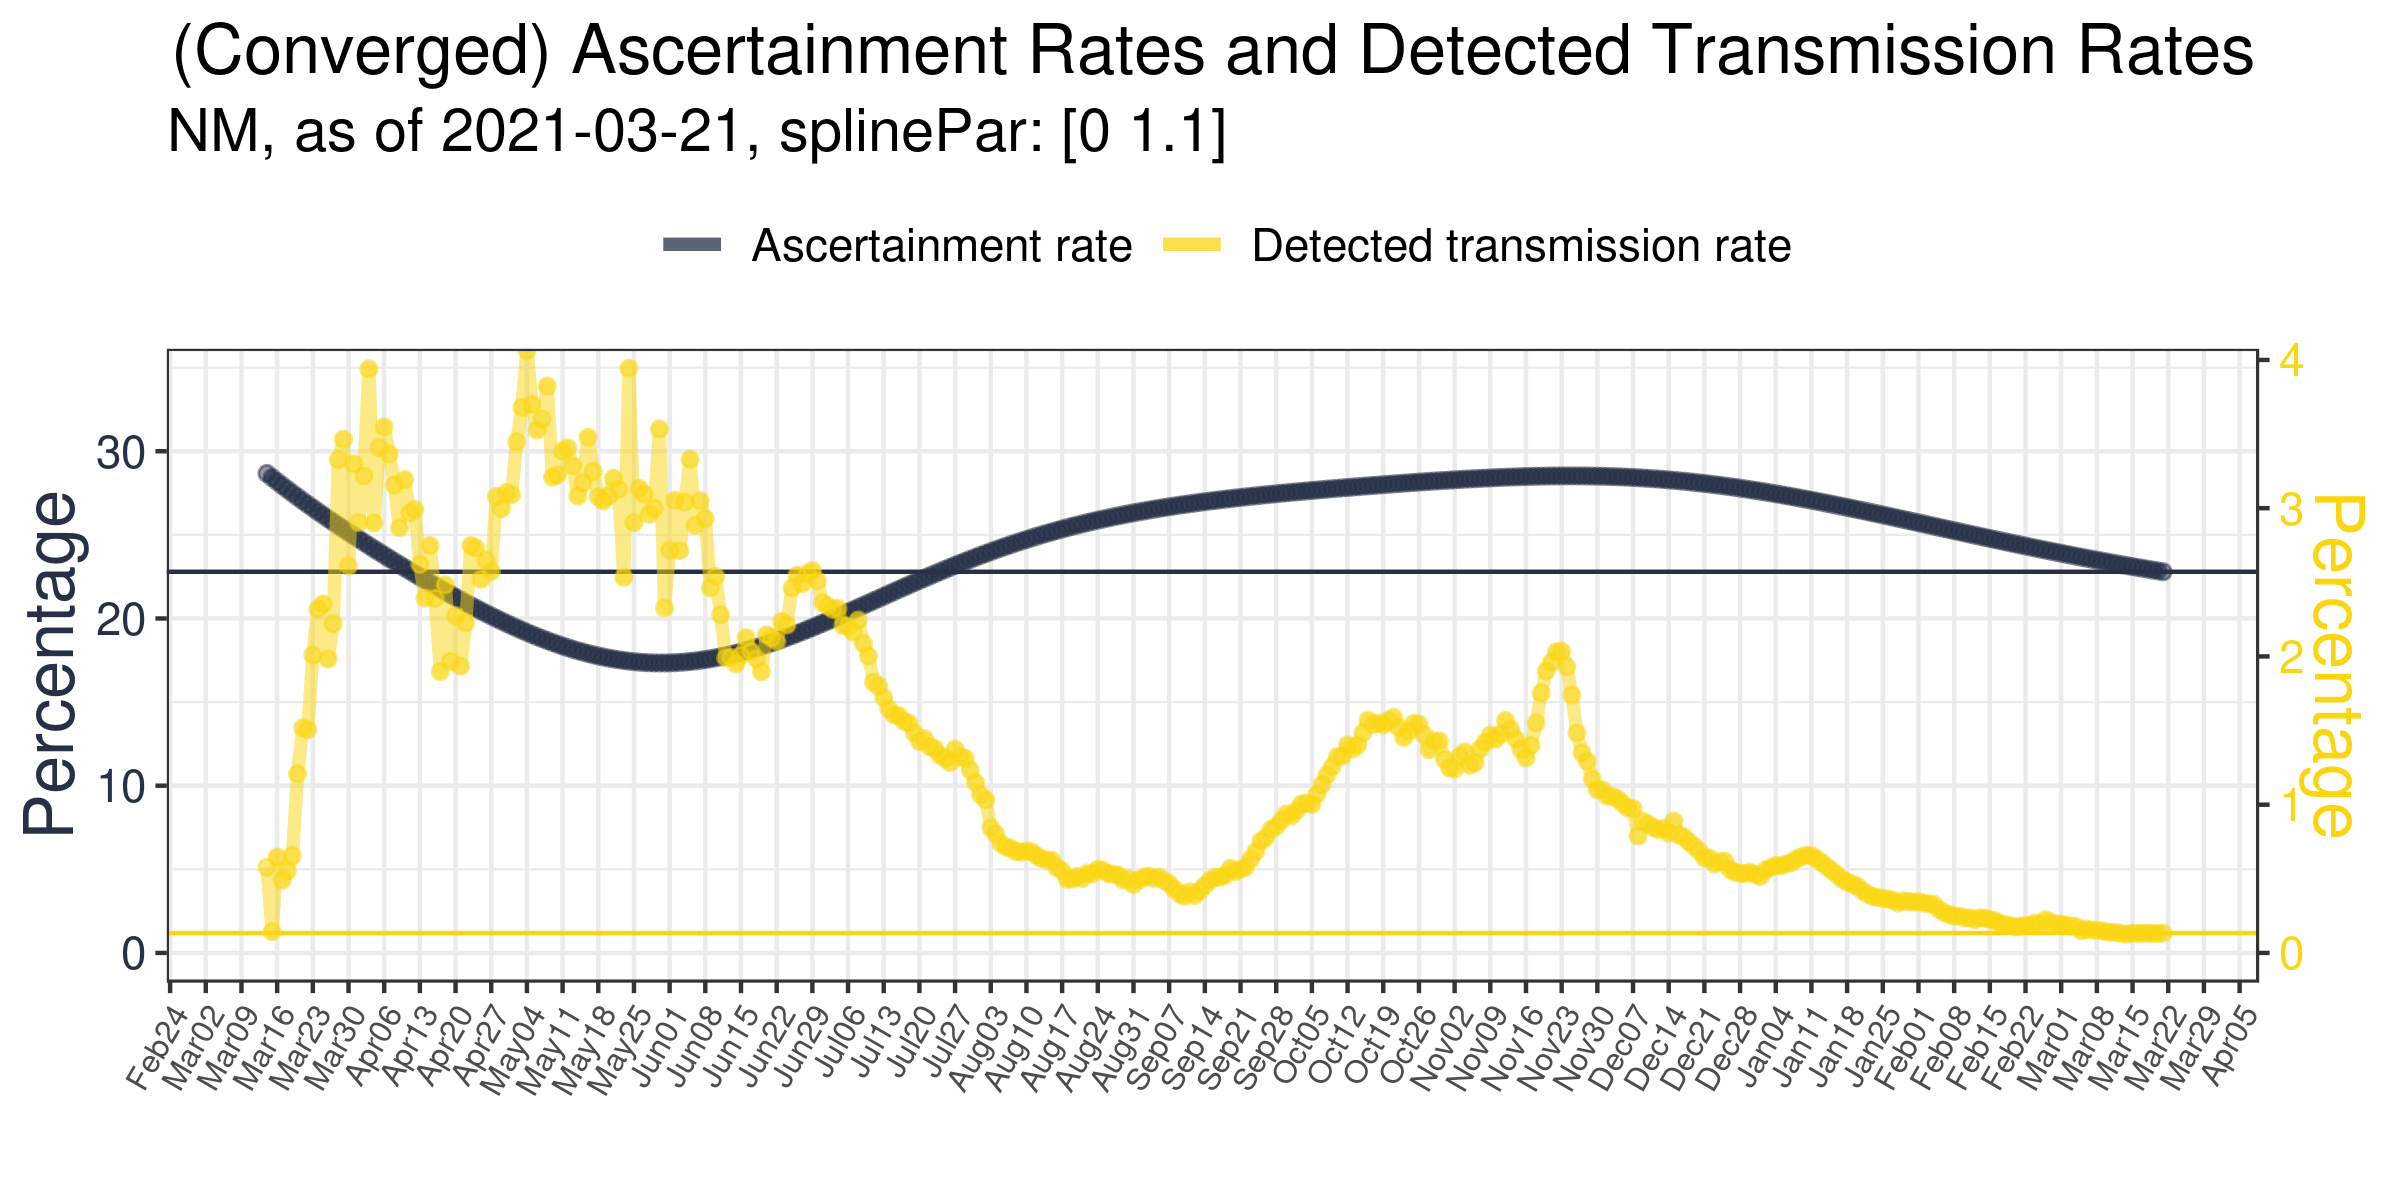 (Converged) Ascertainment Rates and Detected Transmission Rates
NM, as of 2021-03-21, splinePar: [0 1.1]
Ascertainment rate
Detected transmission rate
Percentage
30
20
10
0
4
3
2
1
0
Percentage
Feb24
Mar02
Mar09
Mar16
Mar23
Mar30
Apr06
Apr13
Apr20
Apr27
May04
May11
May18
May25
Jun01
Jun08
Jun15
Jun22
Jun29
Jul06
Jul13
Jul20
Jul27
Aug03
Aug10
Aug17
Aug24
Aug31
Sep07
Sep14
Sep21
Sep28
Oct05
Oct12
Oct19
Oct26
Nov02
Nov09
Nov16
Nov23
Nov30
Dec07
Dec14
Dec21
Dec28
Jan04
Jan11
Jan18
Jan25
Feb01
Feb08
Feb15
Feb22
Mar01
Mar08
Mar15
Mar22
Mar29
Apr05